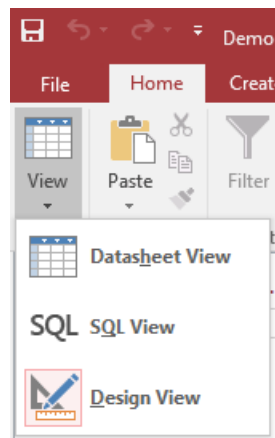 Demo
File Home Creat
View Paste Filter
Datasheet View
SQL SQL View
Design View